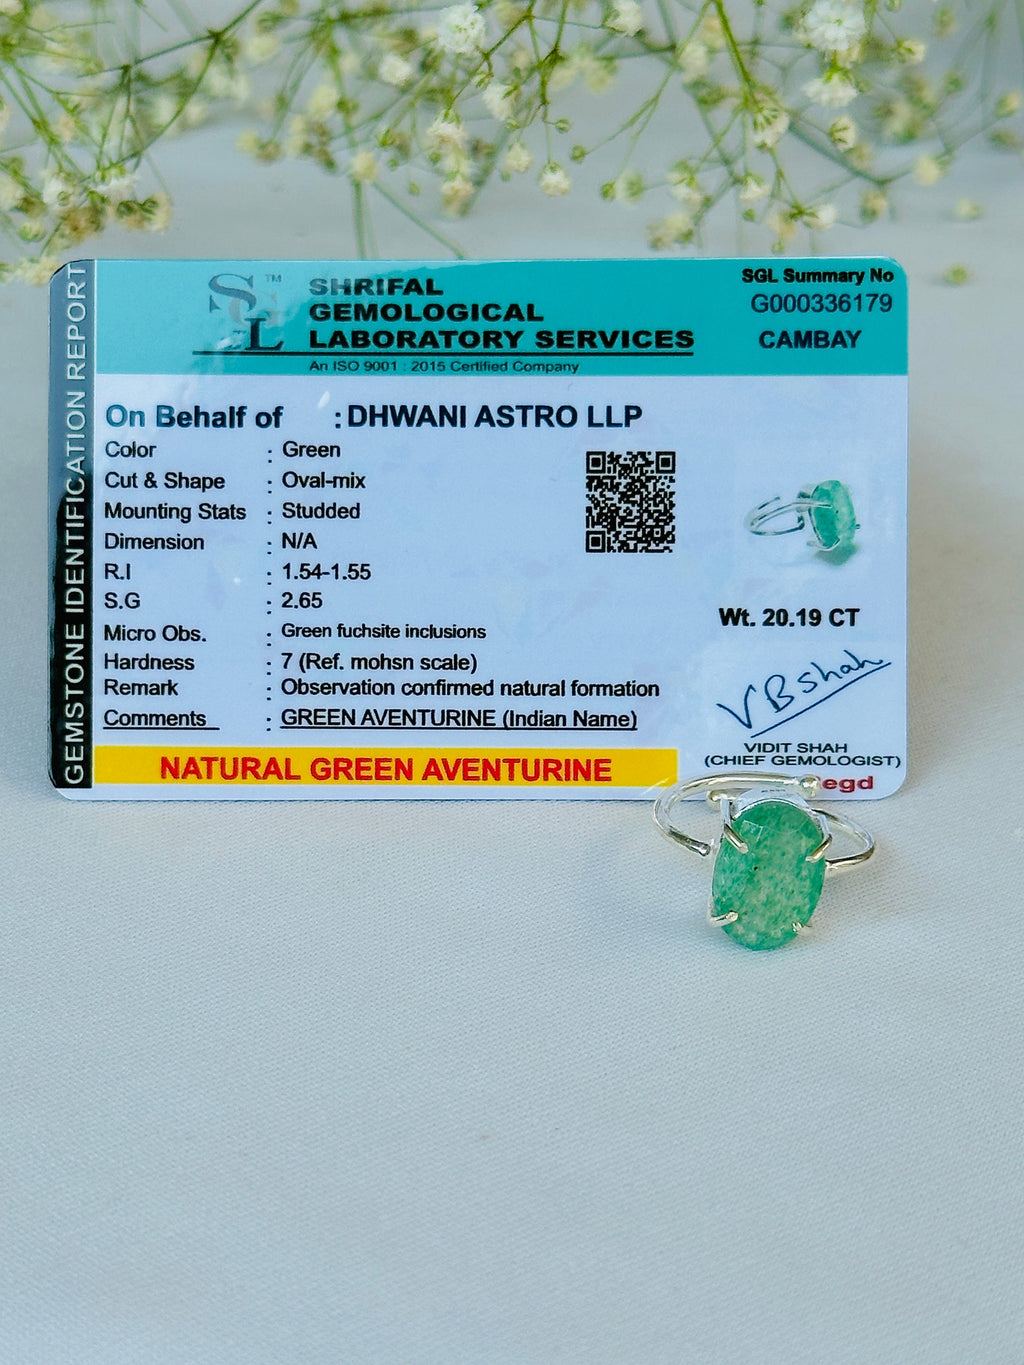 GEMSTONE IDENTIFICATION REPORT
SGL TM
SHRIFAL
GEMOLOGICAL
LABORATORY SERVICES
An ISO 9001 : 2015 Certified Company
SGL Summary No
G000336179
CAMBAY
On Behalf of : DHWANI ASTRO LLP
Color : Green
Cut & Shape : Oval-mix
Mounting Stats : Studded
Dimension : N/A
R.I : 1.54-1.55
S.G : 2.65
Micro Obs. : Green fuchsite inclusions
Hardness : 7 (Ref. mohsn scale)
Remark : Observation confirmed natural formation
Comments : GREEN AVENTURINE (Indian Name)
NATURAL GREEN AVENTURINE
Wt. 20.19 CT
VBshah
VIDIT SHAH
(CHIEF GEMOLOGIST)
egd